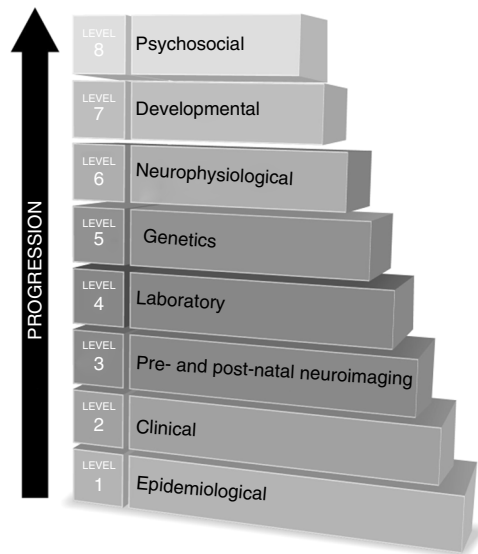 PROGRESSION
LEVEL
8
Psychosocial
LEVEL
7
Developmental
LEVEL
6
Neurophysiological
LEVEL
5
Genetics
LEVEL
4
Laboratory
LEVEL
3
Pre- and post-natal neuroimaging
LEVEL
2
Clinical
LEVEL
1
Epidemiological